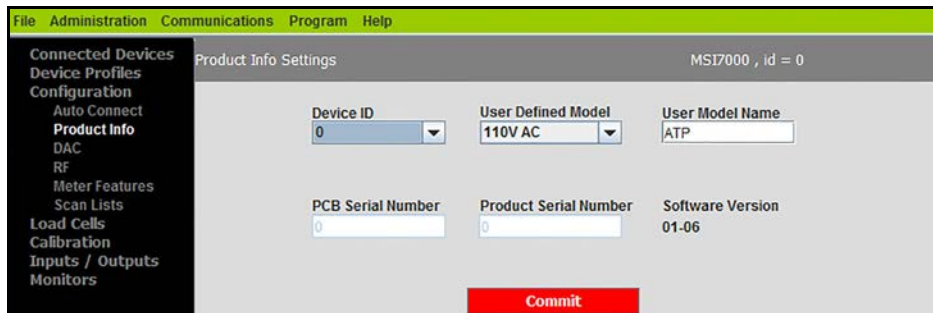 File Administration Communications Program Help
Connected Devices
Device Profiles
Configuration
Auto Connect
Product Info
DAC
RF
Meter Features
Scan Lists
Load Cells
Calibration
Inputs / Outputs
Monitors
Product Info Settings MSI7000 , id = 0
Device ID User Defined Model User Model Name
0 110V AC ATP
PCB Serial Number Product Serial Number Software Version
0 0 01-06
Commit